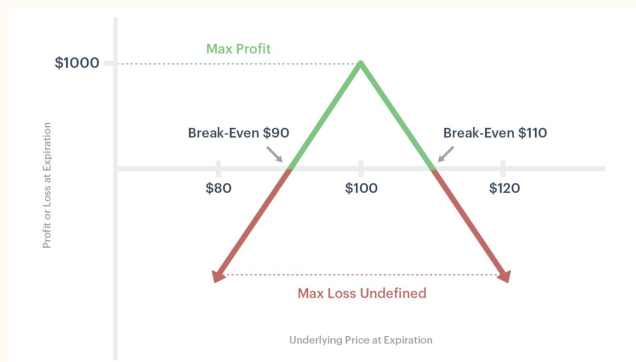 Max Profit
$1000
Break-Even $90
Break-Even $110
$80
$100
$120
Profit or Loss at Expiration
Max Loss Undefined
Underlying Price at Expiration